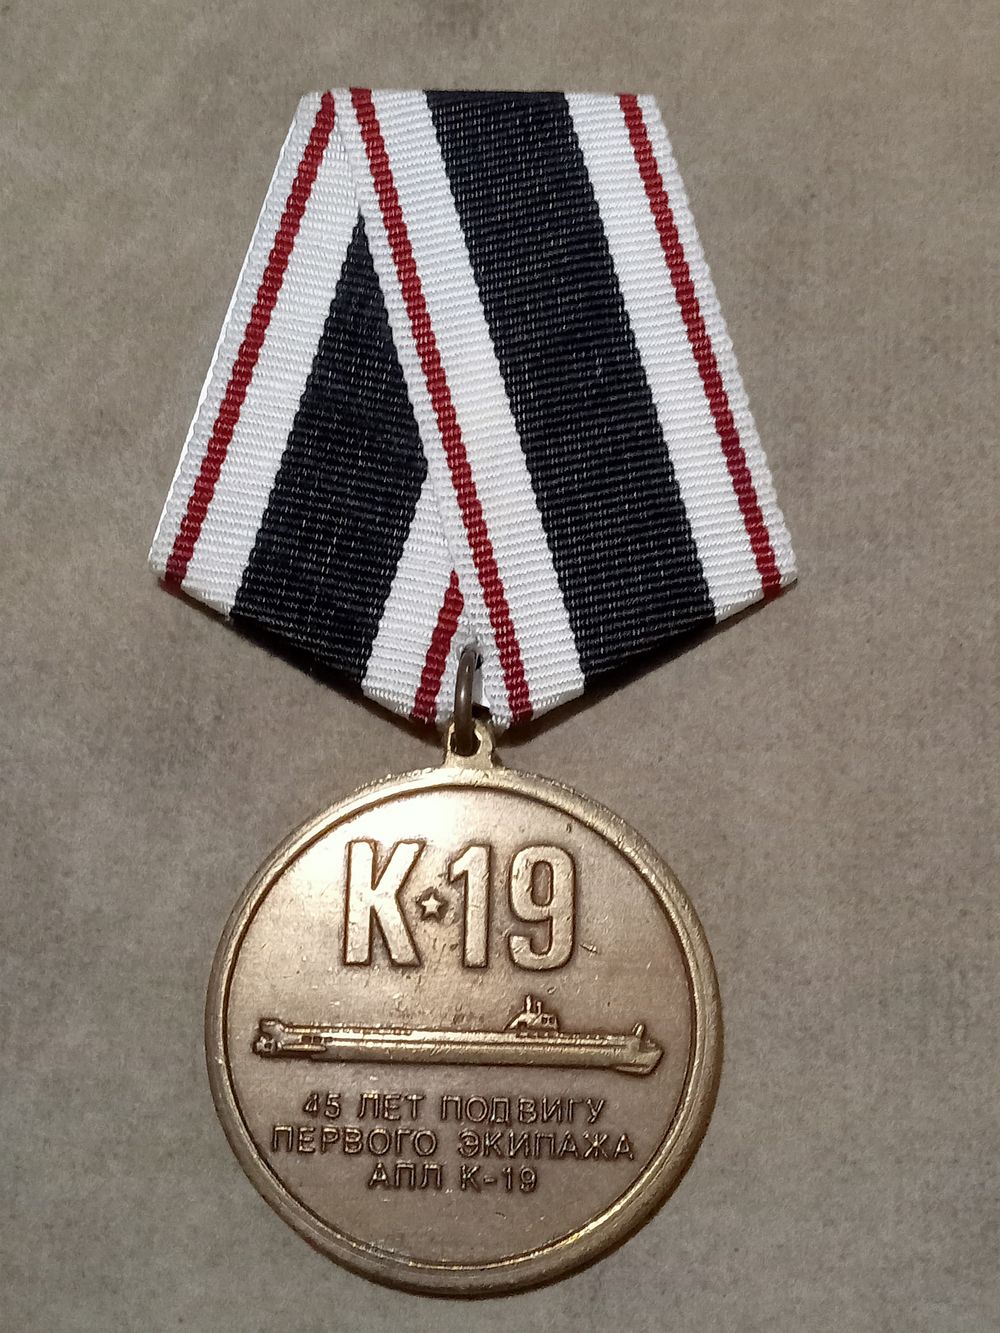 К★19
45 ЛЕТ ПОДВИГУ
ПЕРВОГО ЭКИПАЖА
АПЛ К-19